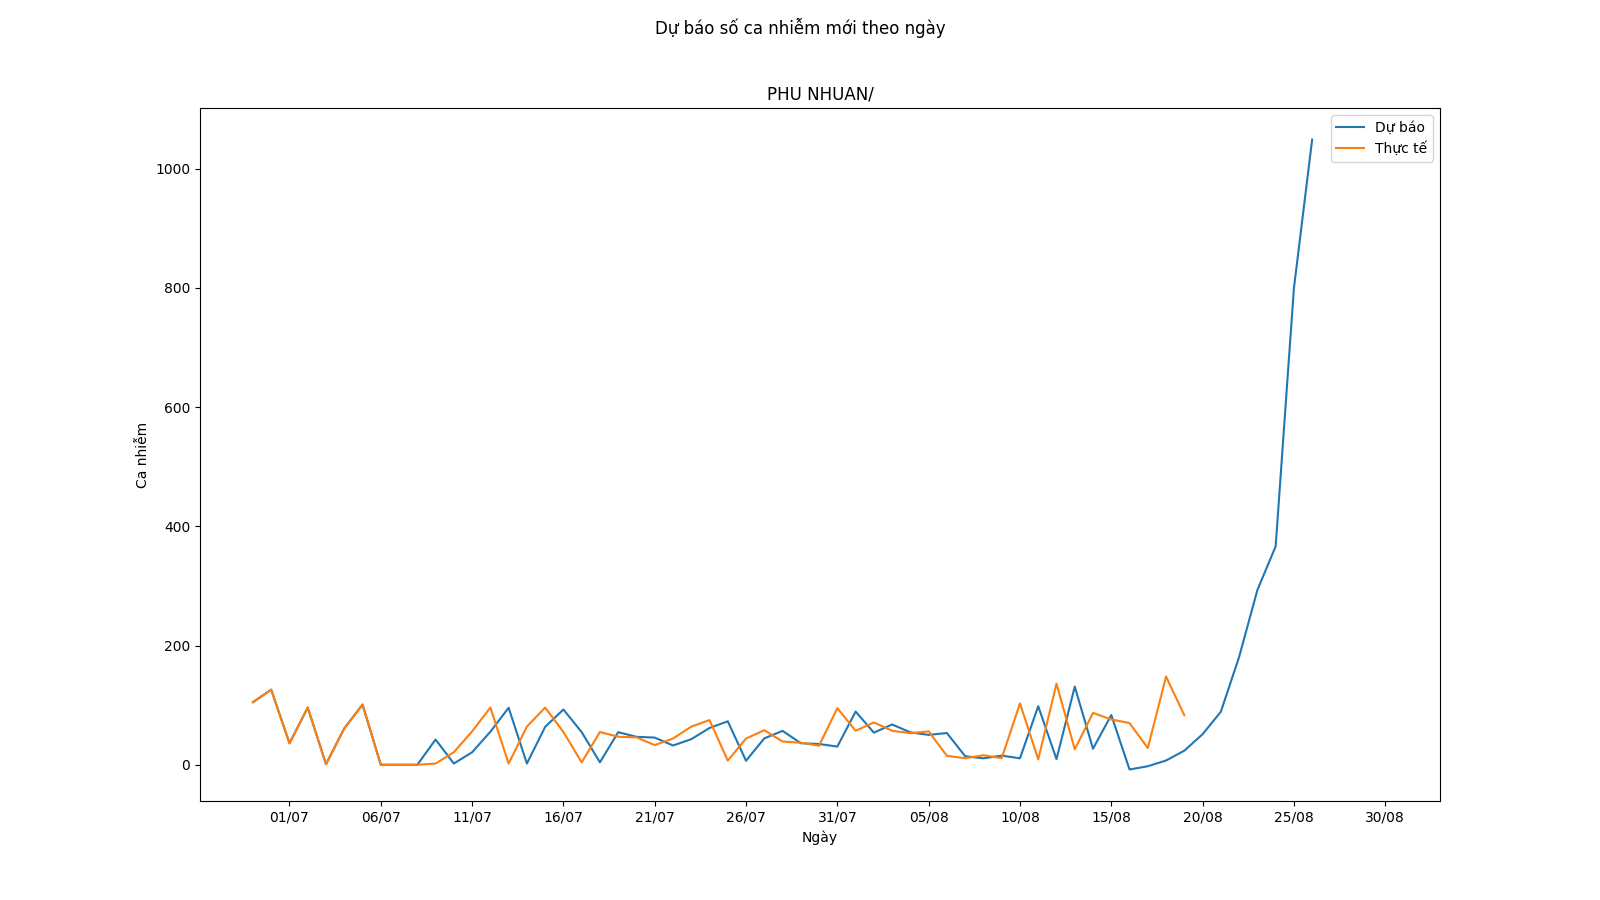 Dự báo số ca nhiễm mới theo ngày
PHU NHUAN/
Dự báo
Thực tế
1000
800
600
400
200
0
Ca nhiễm
01/07 06/07 11/07 16/07 21/07 26/07 31/07 05/08 10/08 15/08 20/08 25/08 30/08
Ngày